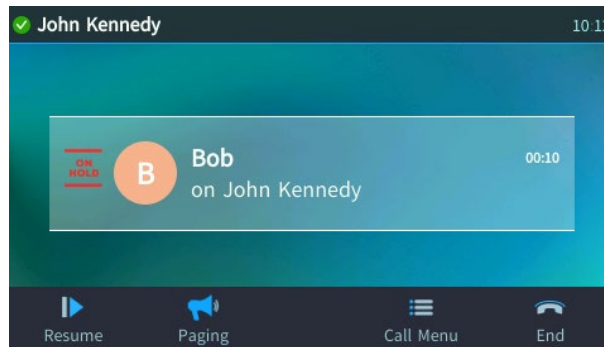 John Kennedy
ON
HOLD
B
Bob
00:10
on John Kennedy
Resume
Paging
Call Menu
End